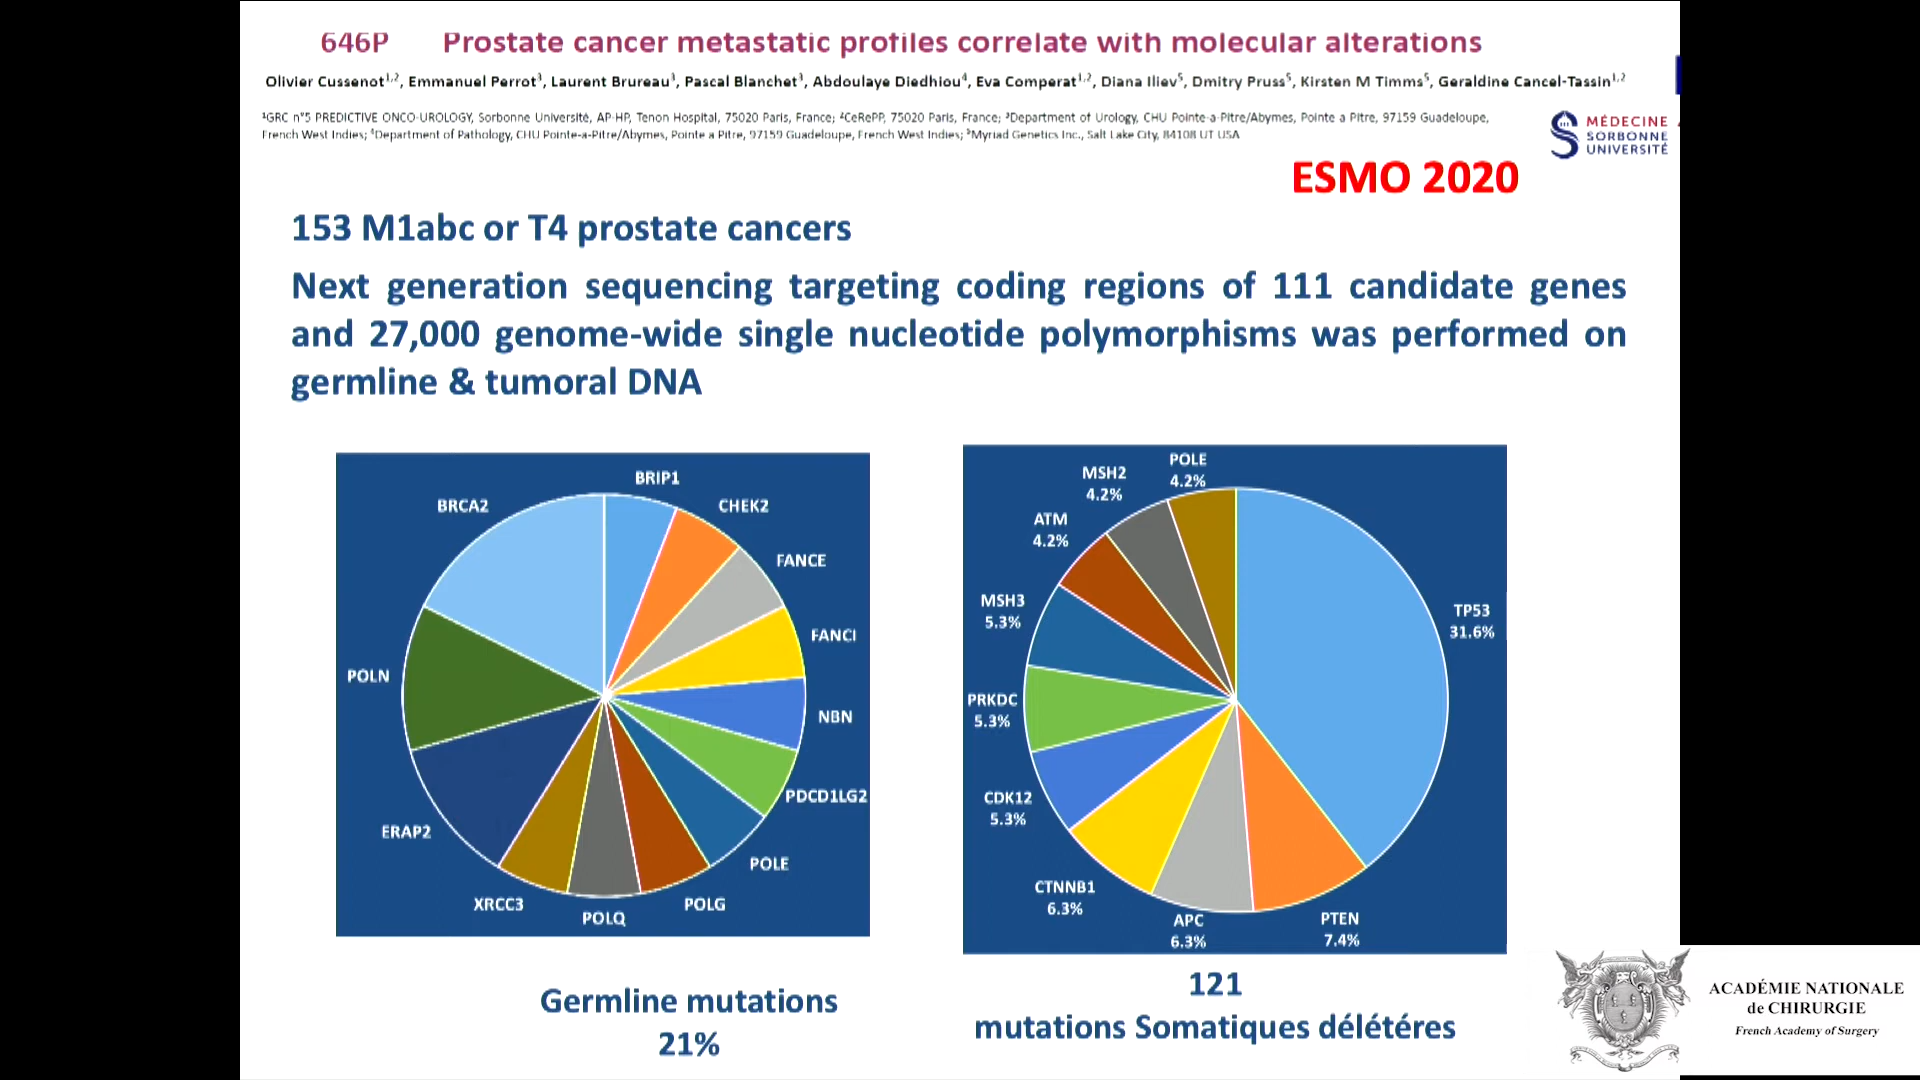 646P Prostate cancer metastatic profiles correlate with molecular alterations
Olivier Cussenot1,2, Emmanuel Perrot3, Laurent Brureau3, Pascal Blanchet3, Abdoulaye Diedhiou4, Eva Comperat1,2, Diana Iliev5, Dmitry Pruss5, Kirsten M Timms5, Geraldine Cancel-Tassin1,2
1GRC n°5 PREDICTIVE ONCO-UROLOGY, Sorbonne Université, AP-HP, Tenon Hospital, 75020 Paris, France; 2CeRePP, 75020 Paris, France; 3Department of Urology, CHU Pointe-a-Pitre/Abymes, Pointe a Pitre, 97159 Guadeloupe,
French West Indies; 4Department of Pathology, CHU Pointe-a-Pitre/Abymes, Pointe a Pitre, 97159 Guadeloupe, French West Indies; 5Myriad Genetics Inc., Salt Lake City, 84108 UT USA
MÉDECINE
SORBONNE
UNIVERSITÉ
ESMO 2020
153 M1abc or T4 prostate cancers
Next generation sequencing targeting coding regions of 111 candidate genes
and 27,000 genome-wide single nucleotide polymorphisms was performed on
germline & tumoral DNA
BRIP1
CHEK2
FANCE
FANCI
NBN
PDCD1LG2
POLE
POLG
POLQ
XRCC3
ERAP2
POLN
BRCA2
Germline mutations
21%
TP53
31.6%
PTEN
7.4%
APC
6.3%
CTNNB1
6.3%
CDK12
5.3%
PRKDC
5.3%
MSH3
5.3%
ATM
4.2%
MSH2
4.2%
POLE
4.2%
121
mutations Somatiques délétéres
ACADÉMIE NATIONALE
de CHIRURGIE
French Academy of Surgery